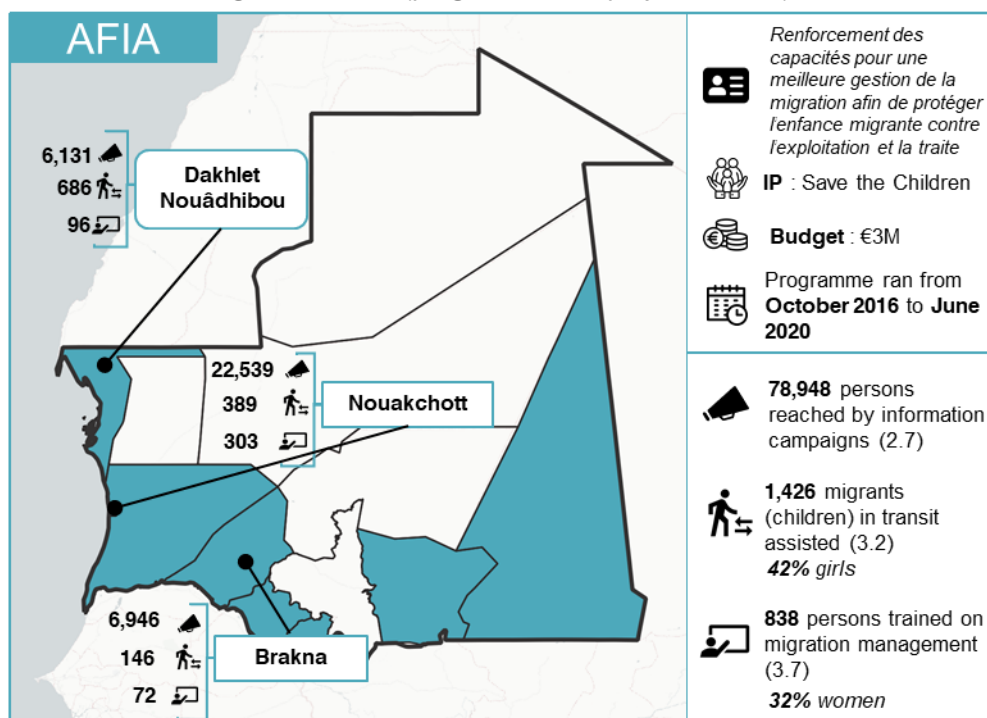 AFIA
6,131
686
96
Dakhlet
Nouâdhibou
22,539
389
303
Nouakchott
6,946
146
72
Brakna
Renforcement des
capacités pour une
meilleure gestion de la
migration afin de protéger
l'enfance migrante contre
l'exploitation et la traite
IP : Save the Children
Budget : €3M
Programme ran from
October 2016 to June
2020
78,948 persons
reached by information
campaigns (2.7)
1,426 migrants
(children) in transit
assisted (3.2)
42% girls
838 persons trained on
migration management
(3.7)
32% women